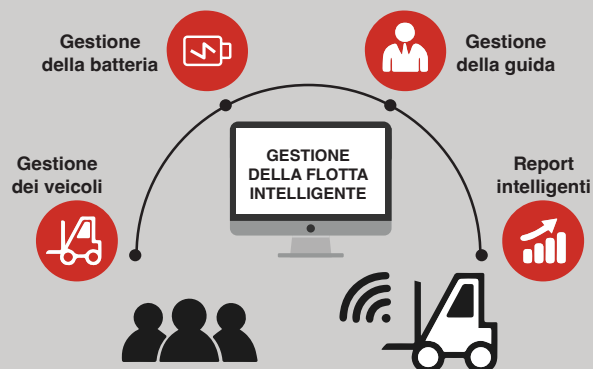 Gestione
della batteria
Gestione
della guida
Gestione
dei veicoli
GESTIONE
DELLA FLOTTA
INTELLIGENTE
Report
intelligenti